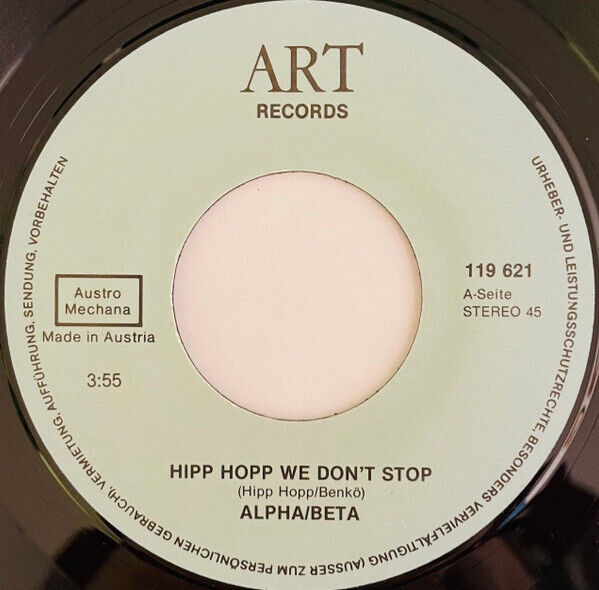 ART
RECORDS
119 621
A-Seite
STEREO 45
Austro
Mechana
Made in Austria
3:55
HIPP HOPP WE DON'T STOP
(Hipp Hopp/Benkö)
ALPHA/BETA
URHEBER- UND LEISTUNGSSCHUTZRECHTE, BESONDERS VERVIELFÄLTIGUNG (AUSSER ZUM PERSÖNLICHEN GEBRAUCH), VERMIETUNG, AUFFÜHRUNG, SENDUNG, VORBEHALTEN